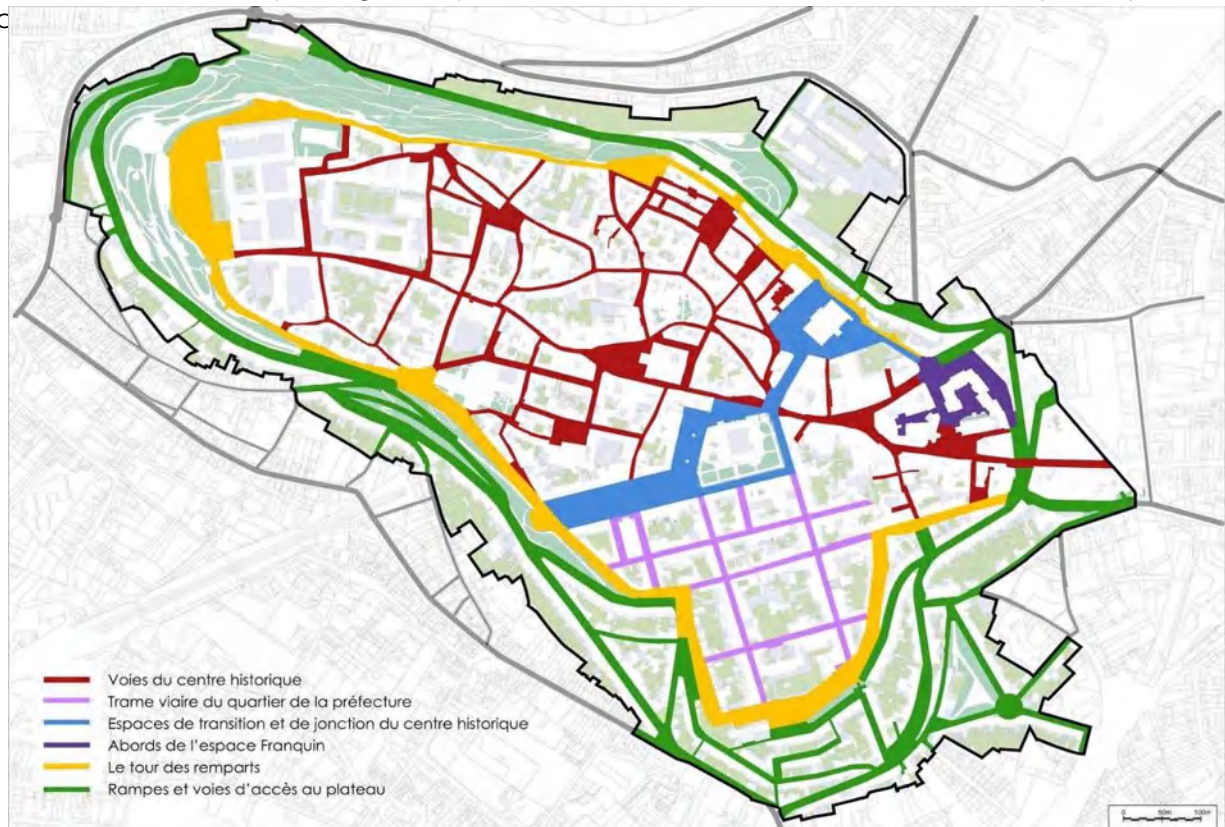 Voies du centre historique
Trame viaire du quartier de la préfecture
Espaces de transition et de jonction du centre historique
Abords de l'espace Franquin
Le tour des remparts
Rampes et voies d'accès au plateau
0 50m 100m